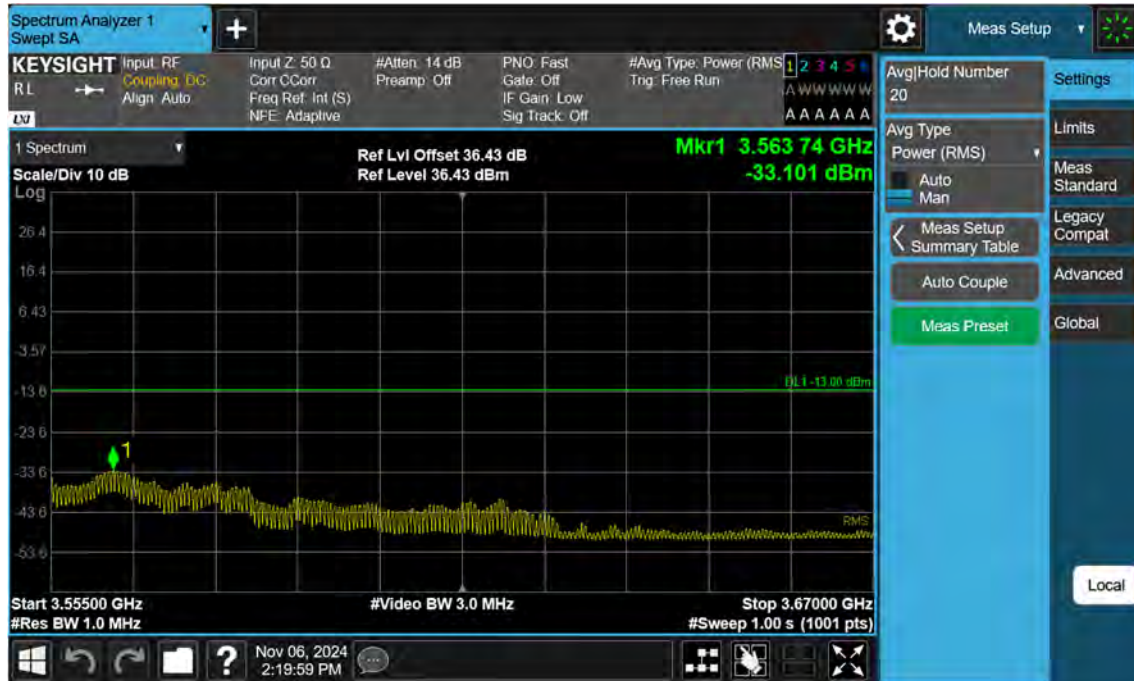 Spectrum Analyzer 1
Swept SA
+
Meas Setup
KEYSIGHT
RL
LXI
Input: RF
Coupling: DC
Align: Auto
Input Z: 50 Ω
Corr CCorr
Freq Ref: Int (S)
NFE: Adaptive
#Atten: 14 dB
Preamp: Off
PNO: Fast
Gate: Off
IF Gain: Low
Sig Track: Off
#Avg Type: Power (RMS
Trig: Free Run
1 2 3 4 5 6
A W W W W W
A A A A A A
1 Spectrum
Scale/Div 10 dB
Log
Ref Lvl Offset 36.43 dB
Ref Level 36.43 dBm
Mkr1 3.563 74 GHz
-33.101 dBm
26.4
16.4
6.43
-3.57
-13.6
-23.6
-33.6
-43.6
-53.6
DL1 -13.00 dBm
1
RMS
Start 3.55500 GHz
#Res BW 1.0 MHz
#Video BW 3.0 MHz
Stop 3.67000 GHz
#Sweep 1.00 s (1001 pts)
Avg|Hold Number
20
Avg Type
Power (RMS)
Auto
Man
Meas Setup
Summary Table
Auto Couple
Meas Preset
Settings
Limits
Meas
Standard
Legacy
Compat
Advanced
Global
Local
?
Nov 06, 2024
2:19:59 PM